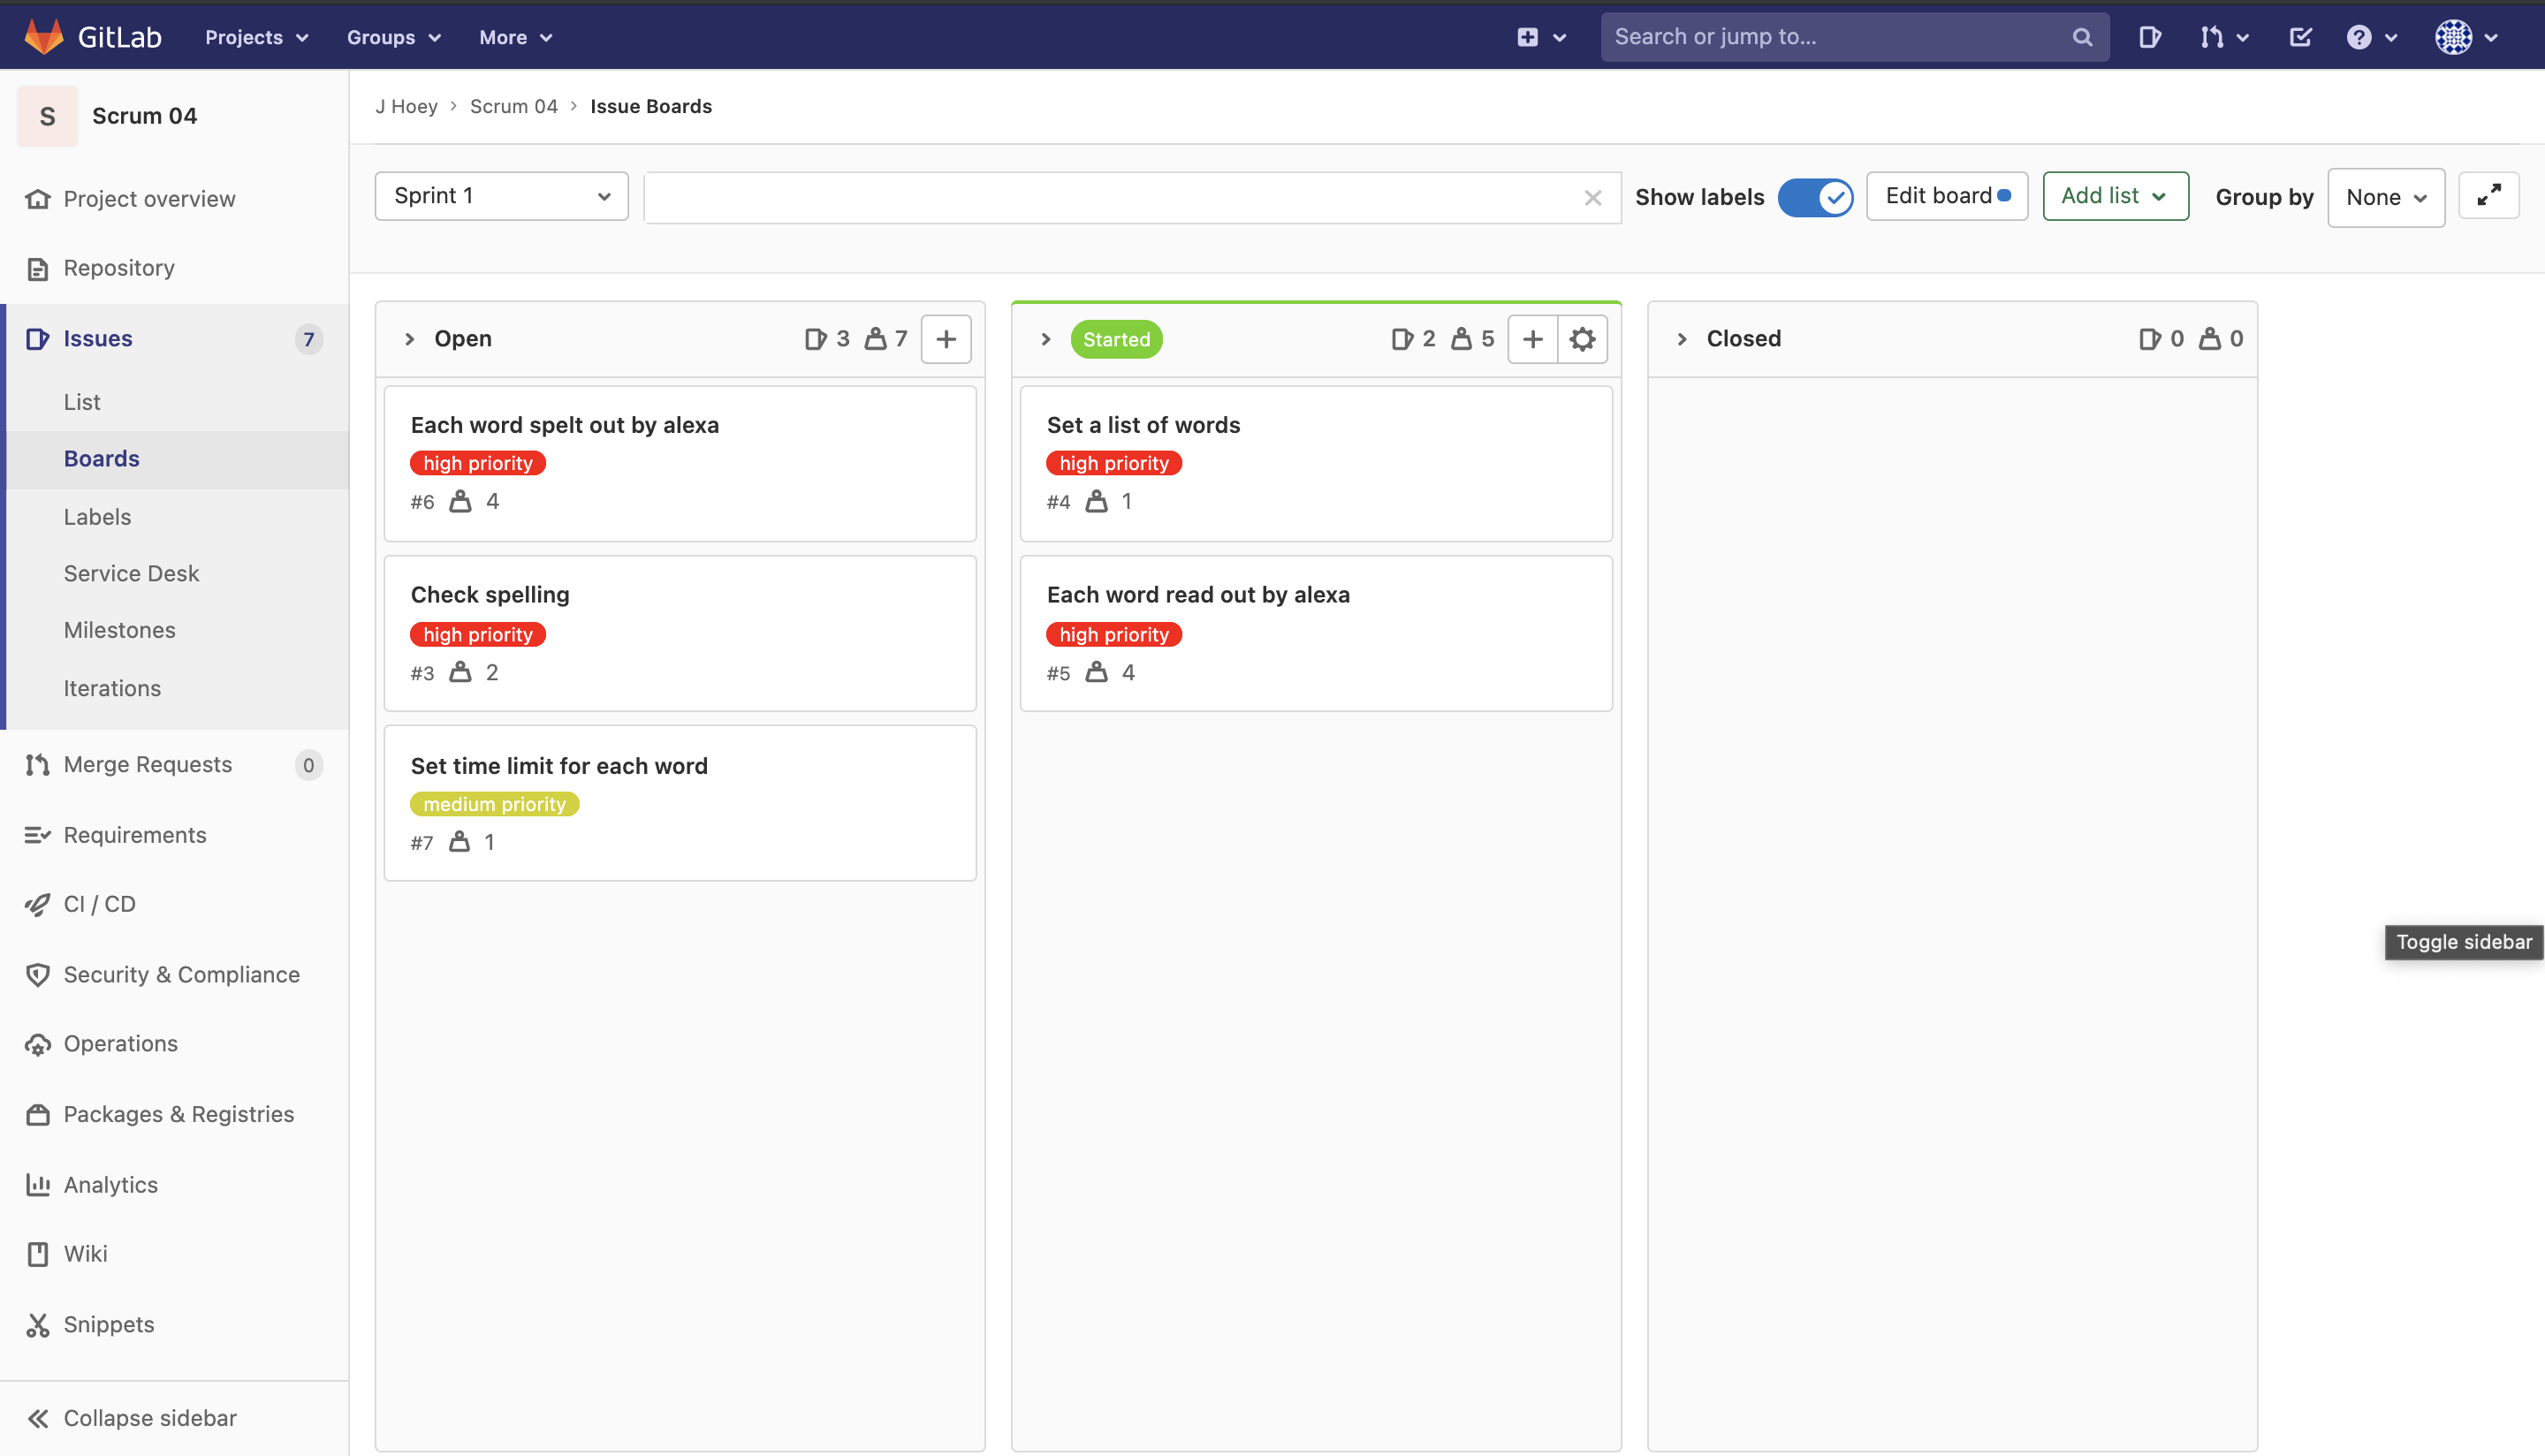 GitLab Projects Groups More Search or jump to...
S Scrum 04
J Hoey > Scrum 04 > Issue Boards
Project overview
Repository
Issues 7
List
Boards
Labels
Service Desk
Milestones
Iterations
Merge Requests 0
Requirements
CI / CD
Security & Compliance
Operations
Packages & Registries
Analytics
Wiki
Snippets
Collapse sidebar
Sprint 1 Show labels Edit board Add list Group by None
Open 3 7
Each word spelt out by alexa
high priority
#6 4
Check spelling
high priority
#3 2
Set time limit for each word
medium priority
#7 1
Started 2 5
Set a list of words
high priority
#4 1
Each word read out by alexa
high priority
#5 4
Closed 0 0
Toggle sidebar